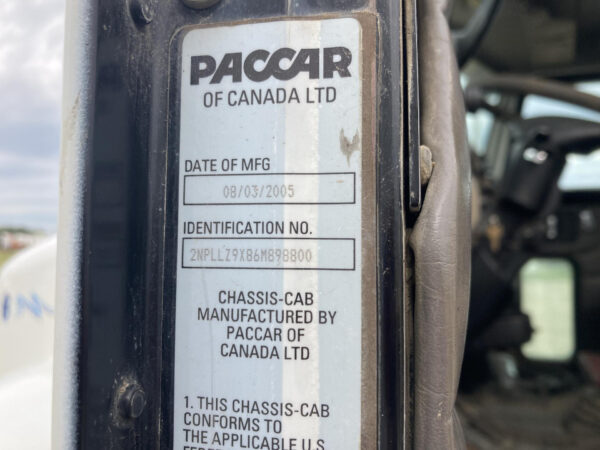 PACCAR
OF CANADA LTD
DATE OF MFG
08/03/2005
IDENTIFICATION NO.
2NPLLZ9X86M898800
CHASSIS-CAB
MANUFACTURED BY
PACCAR OF
CANADA LTD
1. THIS CHASSIS-CAB
CONFORMS TO
THE APPLICABLE U.S.